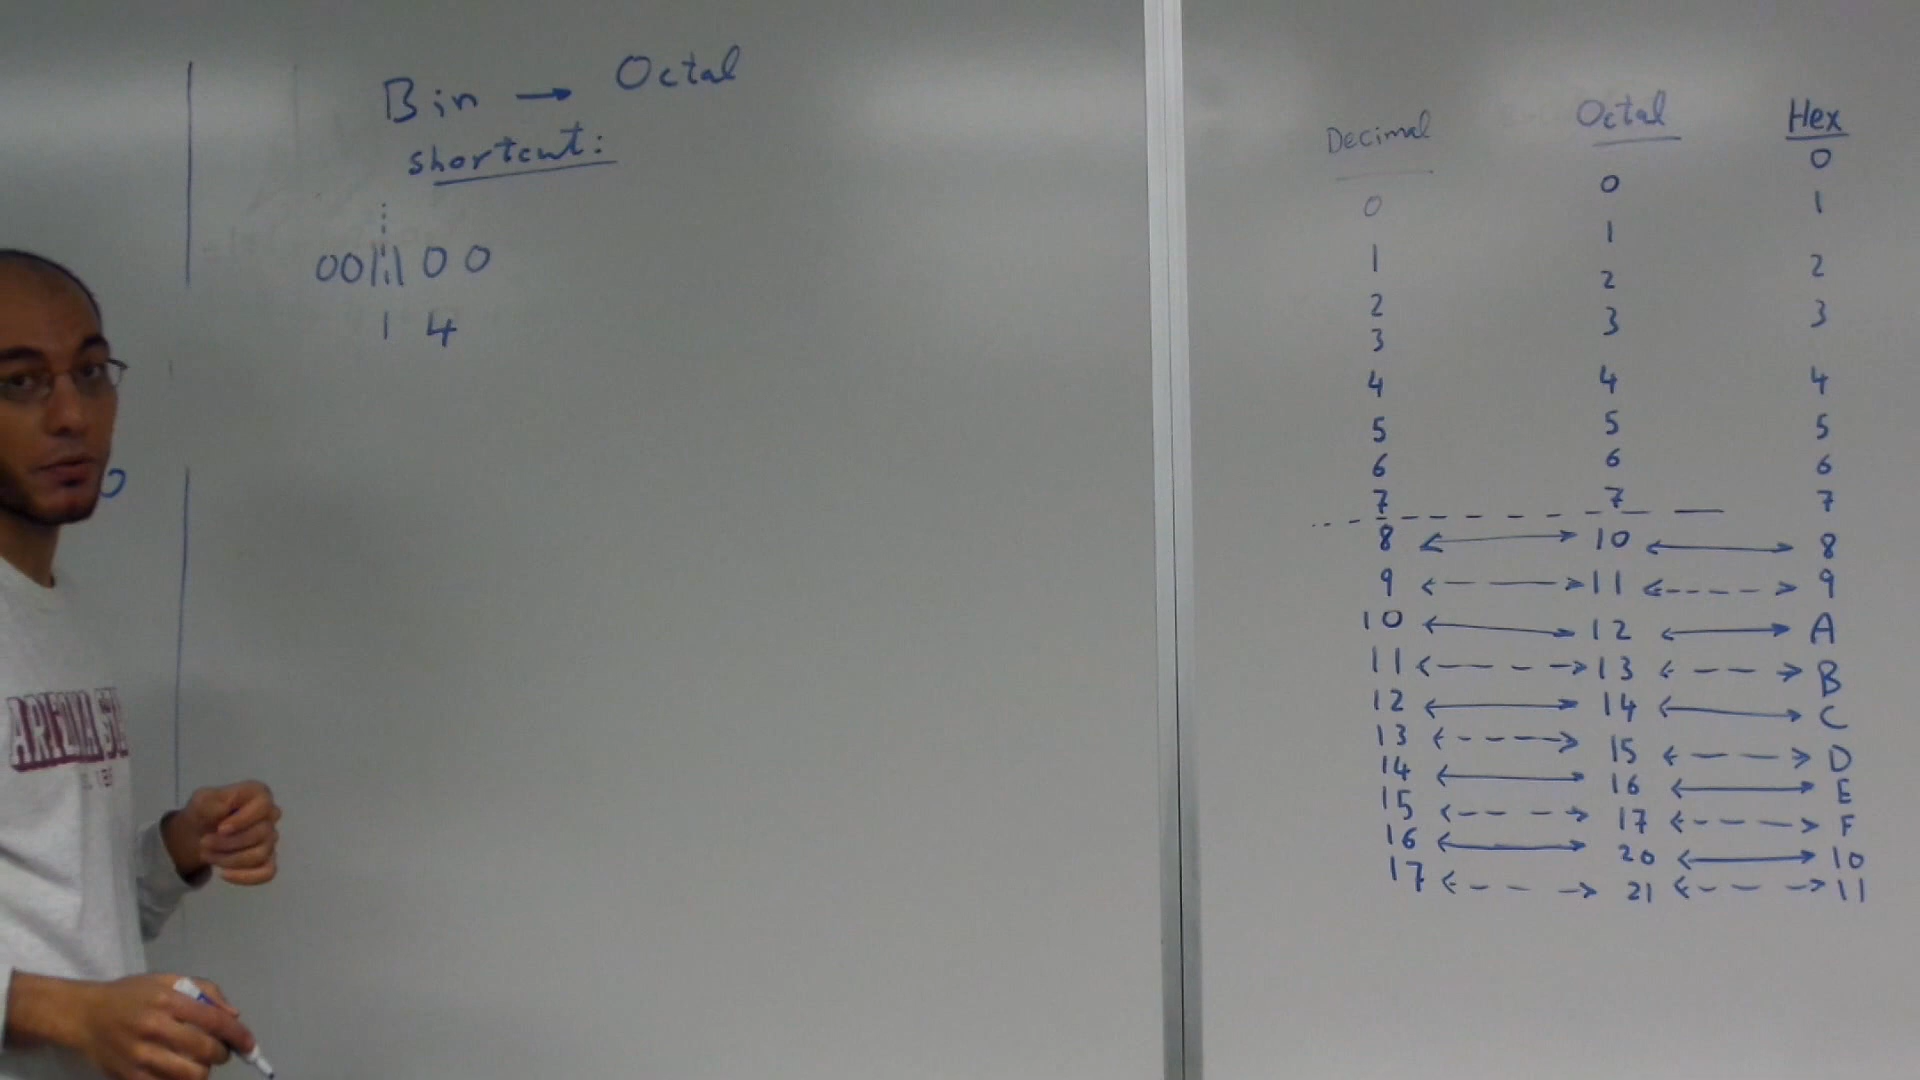 Bin → Octal
shortcut:
001100
1 4
Decimal Octal Hex
0 0 0
1 1 1
2 2 2
3 3 3
4 4 4
5 5 5
6 6 6
7 7 7
8 10 8
9 11 9
10 12 A
11 13 B
12 14 C
13 15 D
14 16 E
15 17 F
16 20 10
17 21 11